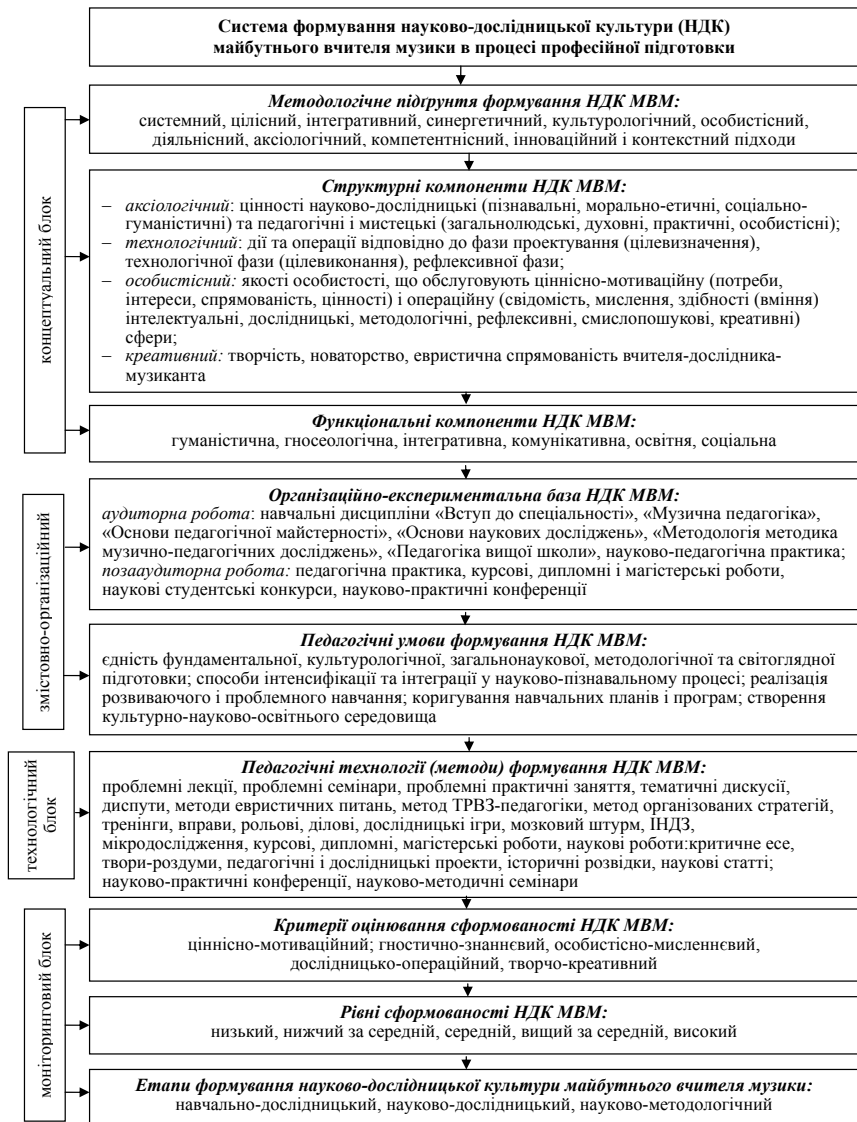 Система формування науково-дослідницької культури (НДК)
майбутнього вчителя музики в процесі професійної підготовки
концептуальний блок
Методологічне підґрунтя формування НДК МВМ:
системний, цілісний, інтегративний, синергетичний, культурологічний, особистісний,
діяльнісний, аксіологічний, компетентнісний, інноваційний і контекстний підходи
Структурні компоненти НДК МВМ:
– аксіологічний: цінності науково-дослідницькі (пізнавальні, морально-етичні, соціально-
гуманістичні) та педагогічні і мистецькі (загальнолюдські, духовні, практичні, особистісні);
– технологічний: дії та операції відповідно до фази проектування (цілевизначення),
технологічної фази (цілевиконання), рефлексивної фази;
– особистісний: якості особистості, що обслуговують ціннісно-мотиваційну (потреби,
інтереси, спрямованість, цінності) і операційну (свідомість, мислення, здібності (вміння)
інтелектуальні, дослідницькі, методологічні, рефлексивні, смислопошукові, креативні)
сфери;
– креативний: творчість, новаторство, евристична спрямованість вчителя-дослідника-
музиканта
Функціональні компоненти НДК МВМ:
гуманістична, гносеологічна, інтегративна, комунікативна, освітня, соціальна
змістовно-організаційний
Організаційно-експериментальна база НДК МВМ:
аудиторна робота: навчальні дисципліни «Вступ до спеціальності», «Музична педагогіка»,
«Основи педагогічної майстерності», «Основи наукових досліджень», «Методологія методика
музично-педагогічних досліджень», «Педагогіка вищої школи», науково-педагогічна практика;
позааудиторна робота: педагогічна практика, курсові, дипломні і магістерські роботи,
наукові студентські конкурси, науково-практичні конференції
Педагогічні умови формування НДК МВМ:
єдність фундаментальної, культурологічної, загальнонаукової, методологічної та світоглядної
підготовки; способи інтенсифікації та інтеграції у науково-пізнавальному процесі; реалізація
розвиваючого і проблемного навчання; коригування навчальних планів і програм; створення
культурно-науково-освітнього середовища
технологічний
блок
Педагогічні технології (методи) формування НДК МВМ:
проблемні лекції, проблемні семінари, проблемні практичні заняття, тематичні дискусії,
диспути, методи евристичних питань, метод ТРВЗ-педагогіки, метод організованих стратегій,
тренінги, вправи, рольові, ділові, дослідницькі ігри, мозковий штурм, ІНДЗ,
мікродослідження, курсові, дипломні, магістерські роботи, наукові роботи:критичне есе,
твори-роздуми, педагогічні і дослідницькі проекти, історичні розвідки, наукові статті;
науково-практичні конференції, науково-методичні семінари
моніторинговий блок
Критерії оцінювання сформованості НДК МВМ:
ціннісно-мотиваційний; гностично-знаннєвий, особистісно-мисленнєвий,
дослідницько-операційний, творчо-креативний
Рівні сформованості НДК МВМ:
низький, нижчий за середній, середній, вищий за середній, високий
Етапи формування науково-дослідницької культури майбутнього вчителя музики:
навчально-дослідницький, науково-дослідницький, науково-методологічний